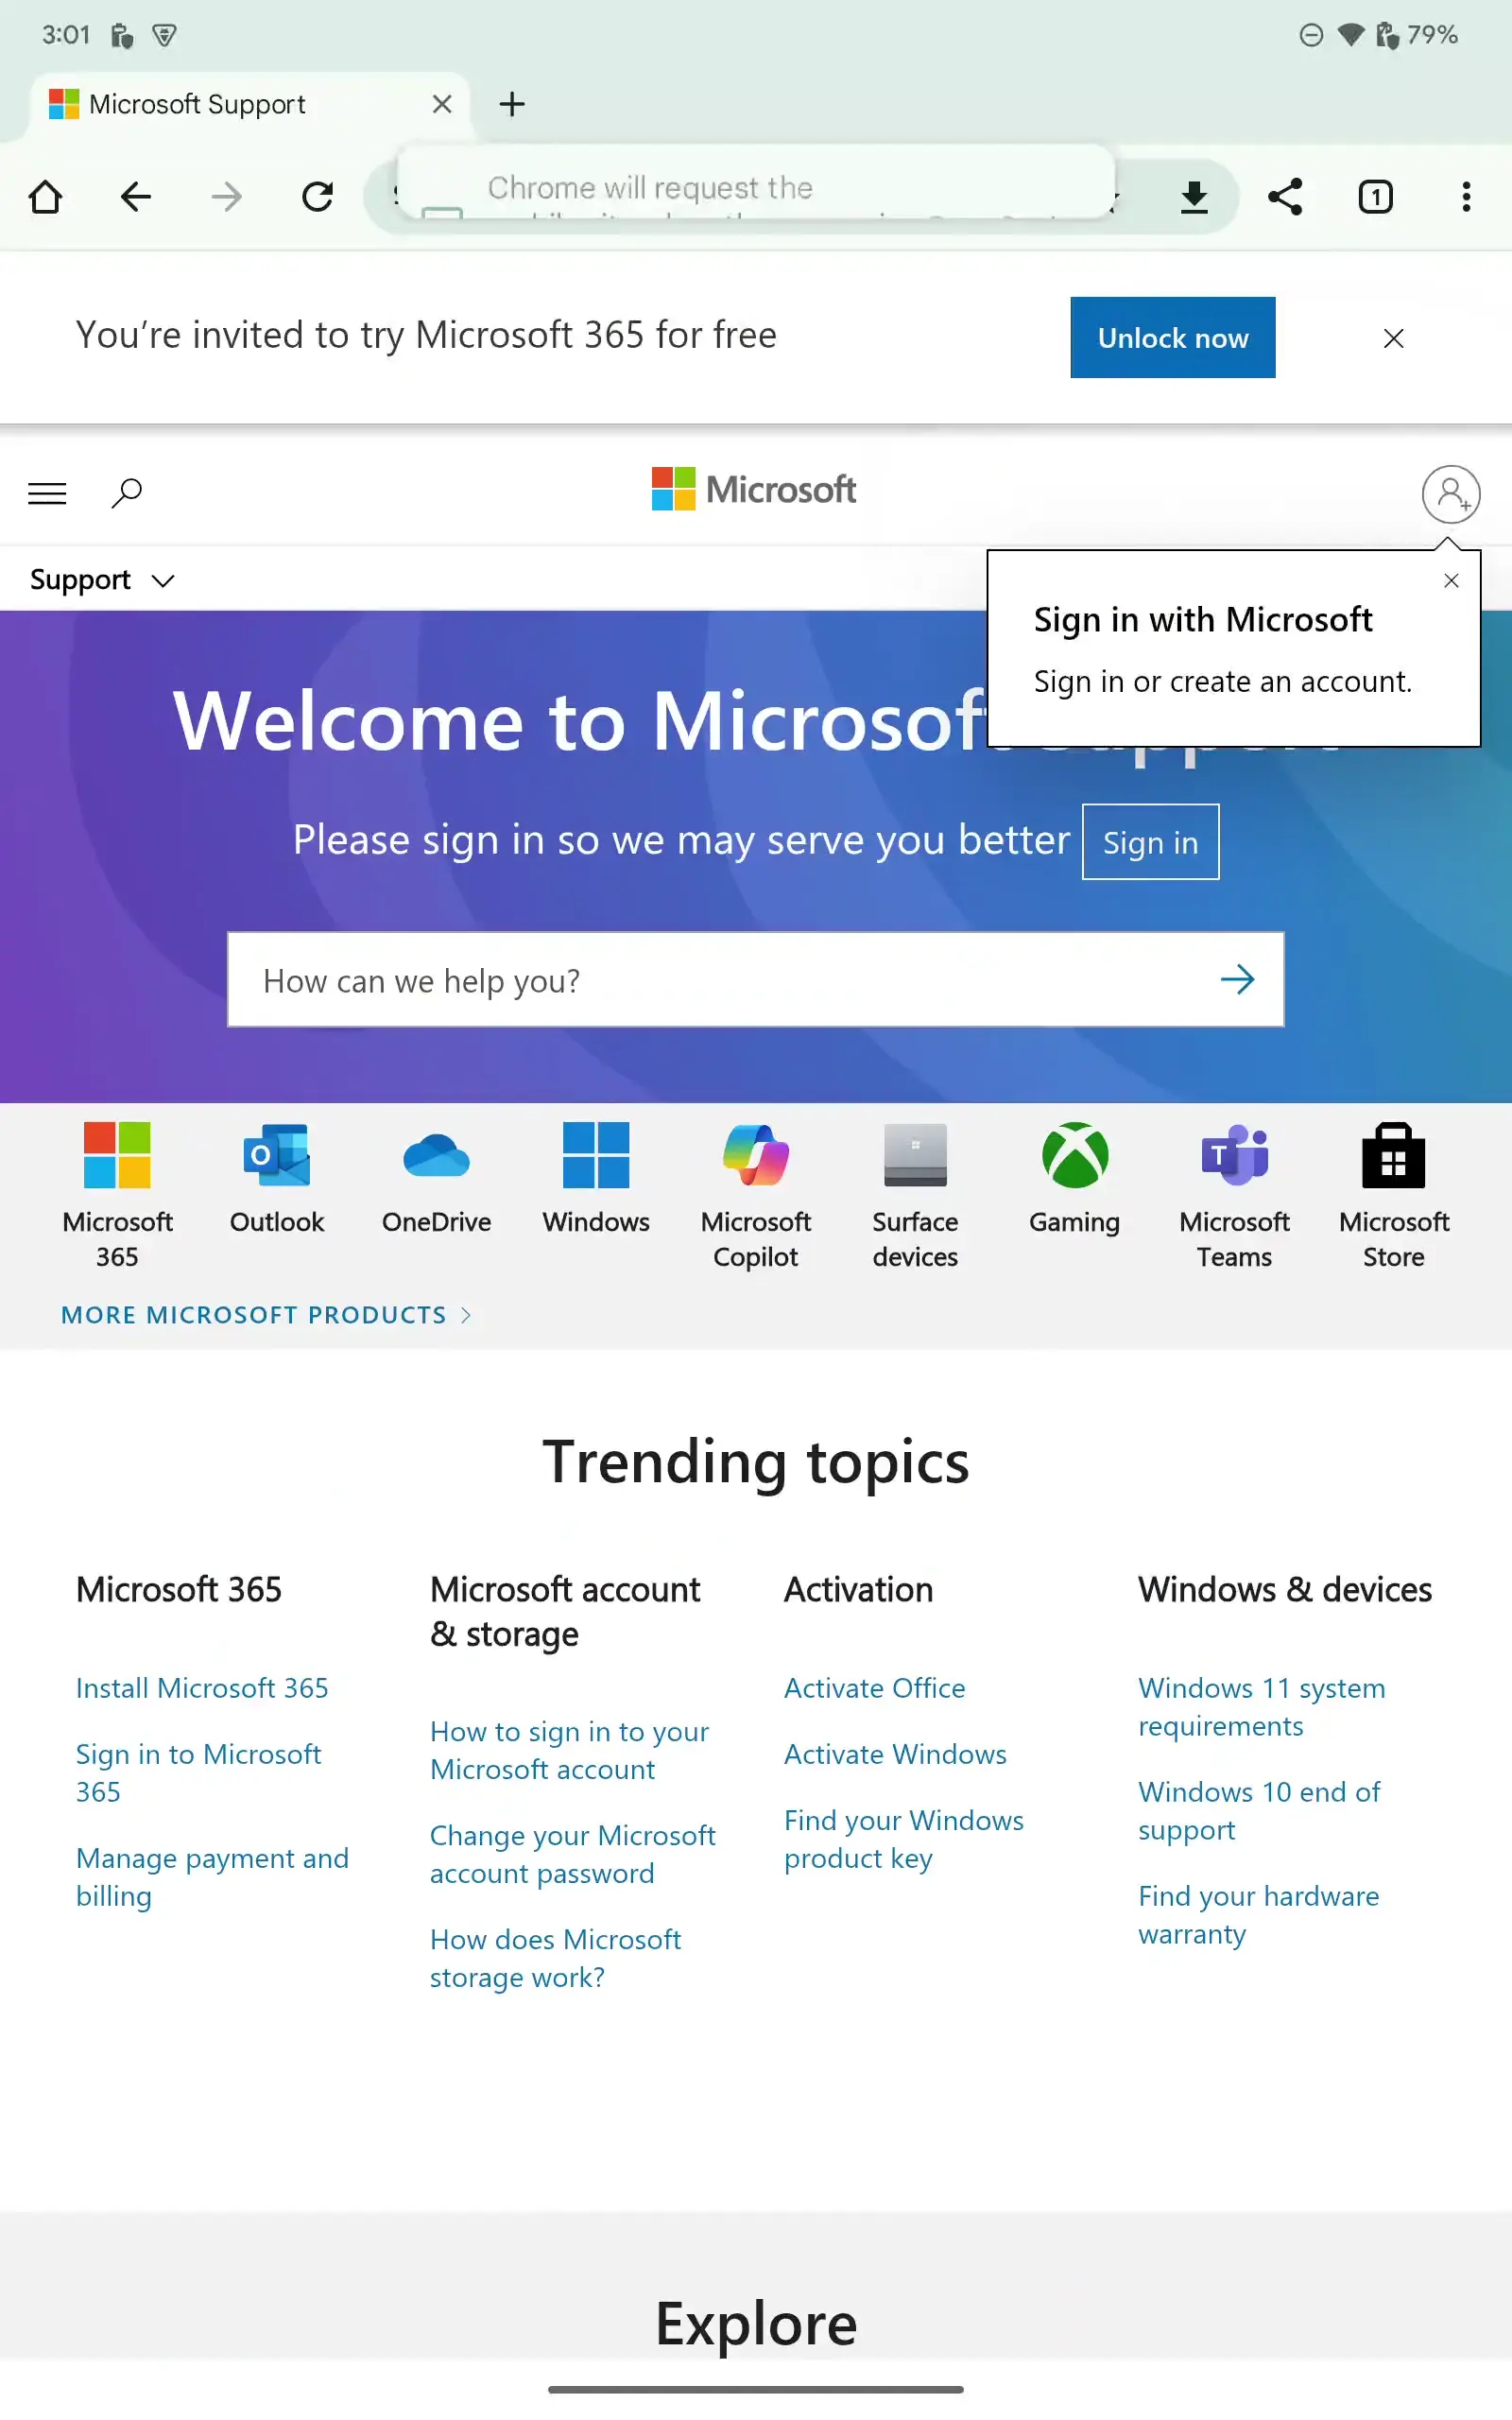 3:01
79%
Microsoft Support
1
Chrome will request the
You're invited to try Microsoft 365 for free
Unlock now
Microsoft
Support
Sign in with Microsoft
Sign in or create an account.
Welcome to Microsoft
Please sign in so we may serve you better
Sign in
How can we help you?
Microsoft
365
Outlook
OneDrive
Windows
Microsoft
Copilot
Surface
devices
Gaming
Microsoft
Teams
Microsoft
Store
MORE MICROSOFT PRODUCTS
Trending topics
Microsoft 365
Install Microsoft 365
Sign in to Microsoft
365
Manage payment and
billing
Microsoft account
& storage
How to sign in to your
Microsoft account
Change your Microsoft
account password
How does Microsoft
storage work?
Activation
Activate Office
Activate Windows
Find your Windows
product key
Windows & devices
Windows 11 system
requirements
Windows 10 end of
support
Find your hardware
warranty
Explore